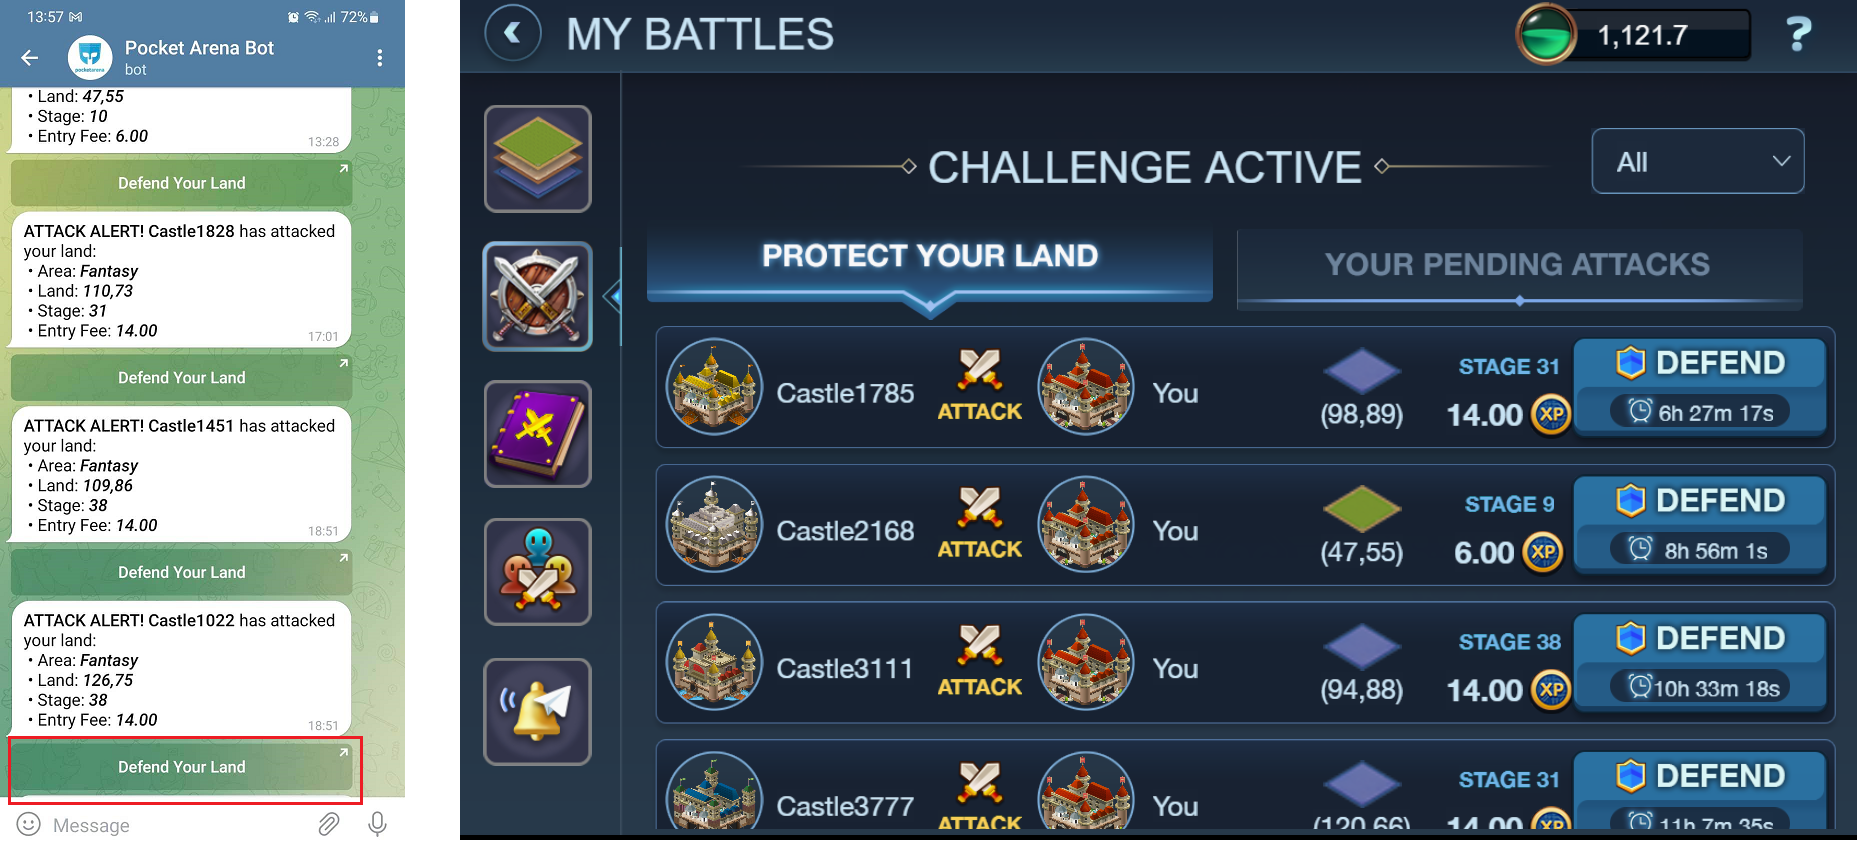 13:57
72%
Pocket Arena Bot
bot
• Land: 47,55
• Stage: 10
• Entry Fee: 6.00
13:28
Defend Your Land
ATTACK ALERT! Castle1828 has attacked
your land:
• Area: Fantasy
• Land: 110,73
• Stage: 31
• Entry Fee: 14.00
17:01
Defend Your Land
ATTACK ALERT! Castle1451 has attacked
your land:
• Area: Fantasy
• Land: 109,86
• Stage: 38
• Entry Fee: 14.00
18:51
Defend Your Land
ATTACK ALERT! Castle1022 has attacked
your land:
• Area: Fantasy
• Land: 126,75
• Stage: 38
• Entry Fee: 14.00
18:51
Defend Your Land
Message
MY BATTLES
1,121.7
?
CHALLENGE ACTIVE
All
PROTECT YOUR LAND
YOUR PENDING ATTACKS
Castle1785
ATTACK
You
(98,89)
STAGE 31
14.00 XP
DEFEND
6h 27m 17s
Castle2168
ATTACK
You
(47,55)
STAGE 9
6.00 XP
DEFEND
8h 56m 1s
Castle3111
ATTACK
You
(94,88)
STAGE 38
14.00 XP
DEFEND
10h 33m 18s
Castle3777
ATTACK
You
(120,66)
STAGE 31
14.00 XP
DEFEND
11h 7m 35s